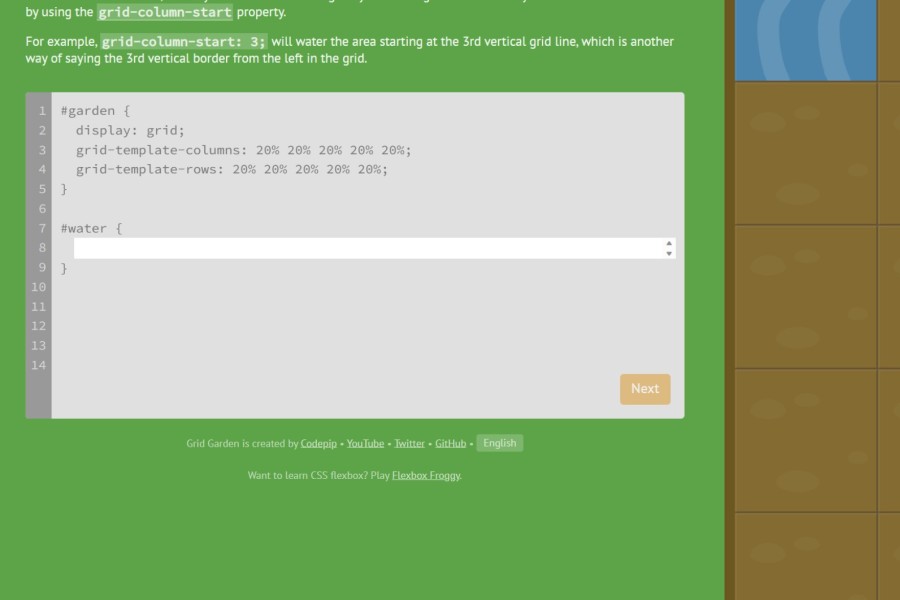 by using the grid-column-start property.
For example, grid-column-start: 3; will water the area starting at the 3rd vertical grid line, which is another
way of saying the 3rd vertical border from the left in the grid.
1 #garden {
2 display: grid;
3 grid-template-columns: 20% 20% 20% 20% 20%;
4 grid-template-rows: 20% 20% 20% 20% 20%;
5 }
6
7 #water {
8
9 }
10
11
12
13
14
Next
Grid Garden is created by Codepip • YouTube • Twitter • GitHub • English
Want to learn CSS flexbox? Play Flexbox Froggy.